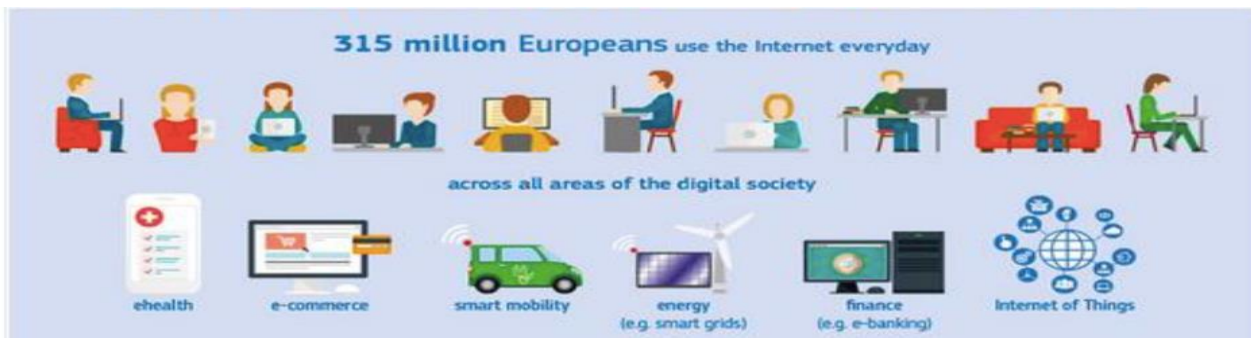 315 million Europeans use the Internet everyday
across all areas of the digital society
ehealth
e-commerce
smart mobility
energy
(e.g. smart grids)
finance
(e.g. e-banking)
Internet of Things